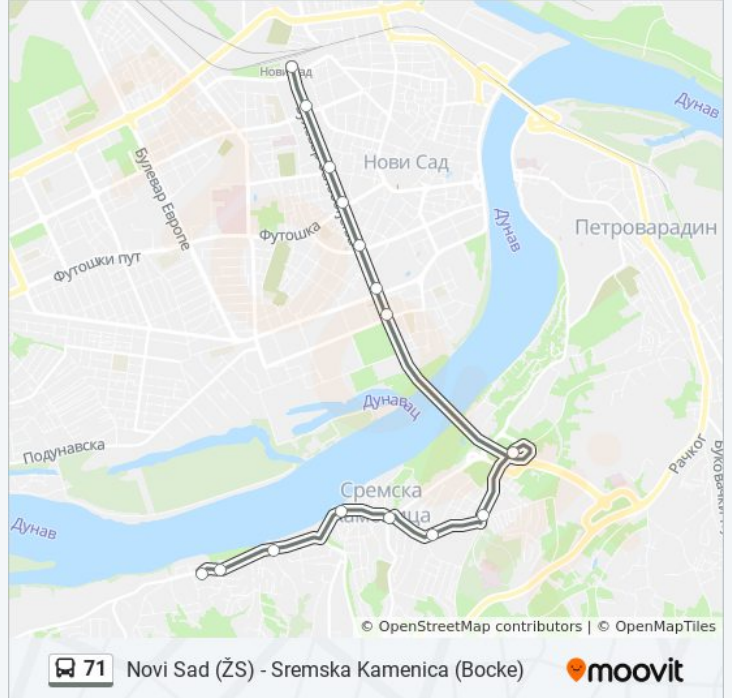 Нови Сад
Дунав
Булевар Европе
Нови Сад
Дунав
Петроварадин
Футошка
Футошки пут
Дунавац
Подунавска
Рачког
Сремска
Дунав
© OpenStreetMap contributors | © OpenMapTiles
71 Novi Sad (ŽS) - Sremska Kamenica (Bocke) moovit